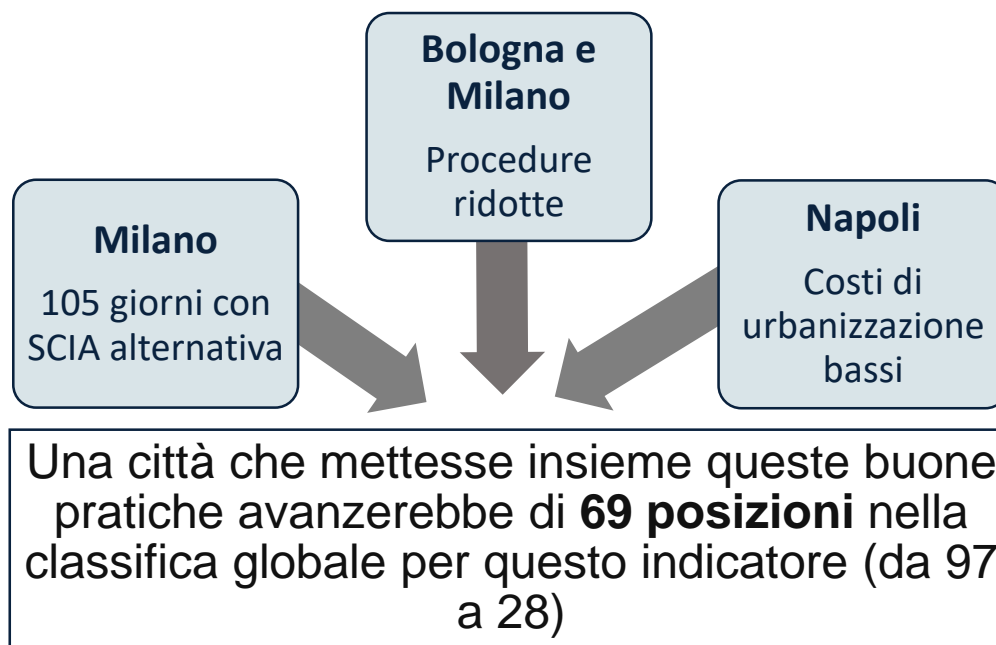 Bologna e
Milano
Procedure
ridotte
Milano
105 giorni con
SCIA alternativa
Napoli
Costi di
urbanizzazione
bassi
Una città che mettesse insieme queste buone
pratiche avanzerebbe di 69 posizioni nella
classifica globale per questo indicatore (da 97
a 28)